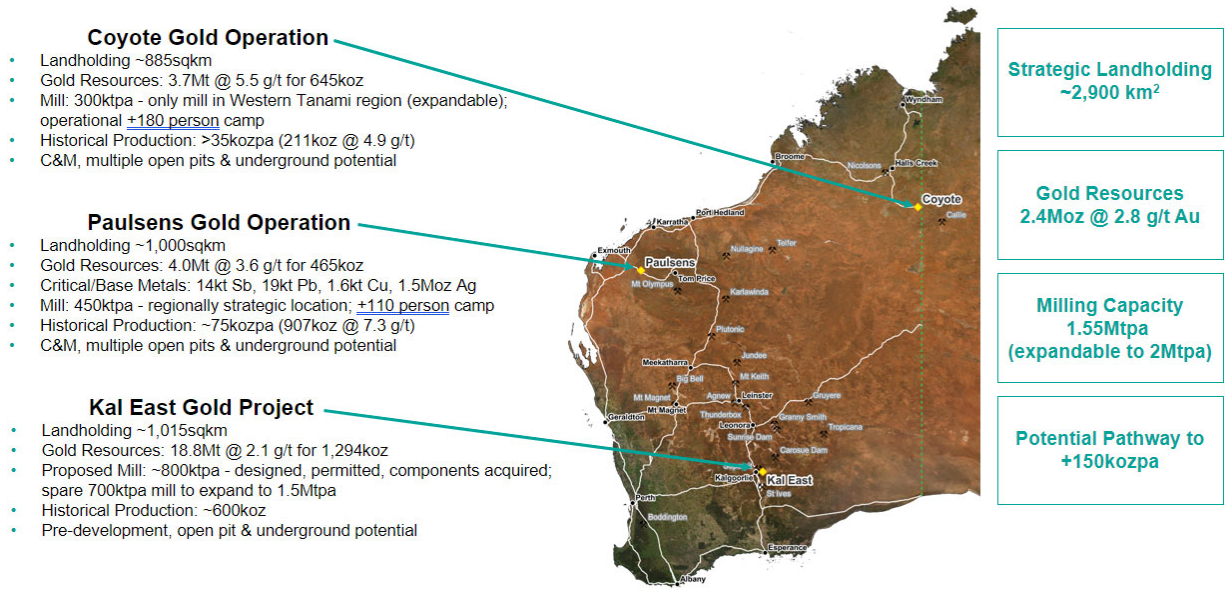 Coyote Gold Operation
• Landholding ~885sqkm
• Gold Resources: 3.7Mt @ 5.5 g/t for 645koz
• Mill: 300ktpa - only mill in Western Tanami region (expandable);
operational +180 person camp
• Historical Production: >35kozpa (211koz @ 4.9 g/t)
• C&M, multiple open pits & underground potential
Paulsens Gold Operation
• Landholding ~1,000sqkm
• Gold Resources: 4.0Mt @ 3.6 g/t for 465koz
• Critical/Base Metals: 14kt Sb, 19kt Pb, 1.6kt Cu, 1.5Moz Ag
• Mill: 450ktpa - regionally strategic location; +110 person camp
• Historical Production: ~75kozpa (907koz @ 7.3 g/t)
• C&M, multiple open pits & underground potential
Kal East Gold Project
• Landholding ~1,015sqkm
• Gold Resources: 18.8Mt @ 2.1 g/t for 1,294koz
• Proposed Mill: ~800ktpa - designed, permitted, components acquired;
spare 700ktpa mill to expand to 1.5Mtpa
• Historical Production: ~600koz
• Pre-development, open pit & underground potential
Wyndham
Broome
Nicolsons
Halls Creek
Coyote
Callie
Port Hedland
Karratha
Exmouth
Nullagine
Telfer
Paulsens
Tom Price
Mt Olympus
Karlawinda
Plutonic
Meekatharra
Jundee
Big Bell
Mt Keith
Mt Magnet
Agnew
Leinster
Gruyere
Mt Magnet
Geraldton
Thunderbox
Granny Smith
Leonora
Tropicana
Sunrise Dam
Carosue Dam
Kalgoorlie
Kal East
St Ives
Perth
Boddington
Esperance
Albany
Strategic Landholding
~2,900 km²
Gold Resources
2.4Moz @ 2.8 g/t Au
Milling Capacity
1.55Mtpa
(expandable to 2Mtpa)
Potential Pathway to
+150kozpa